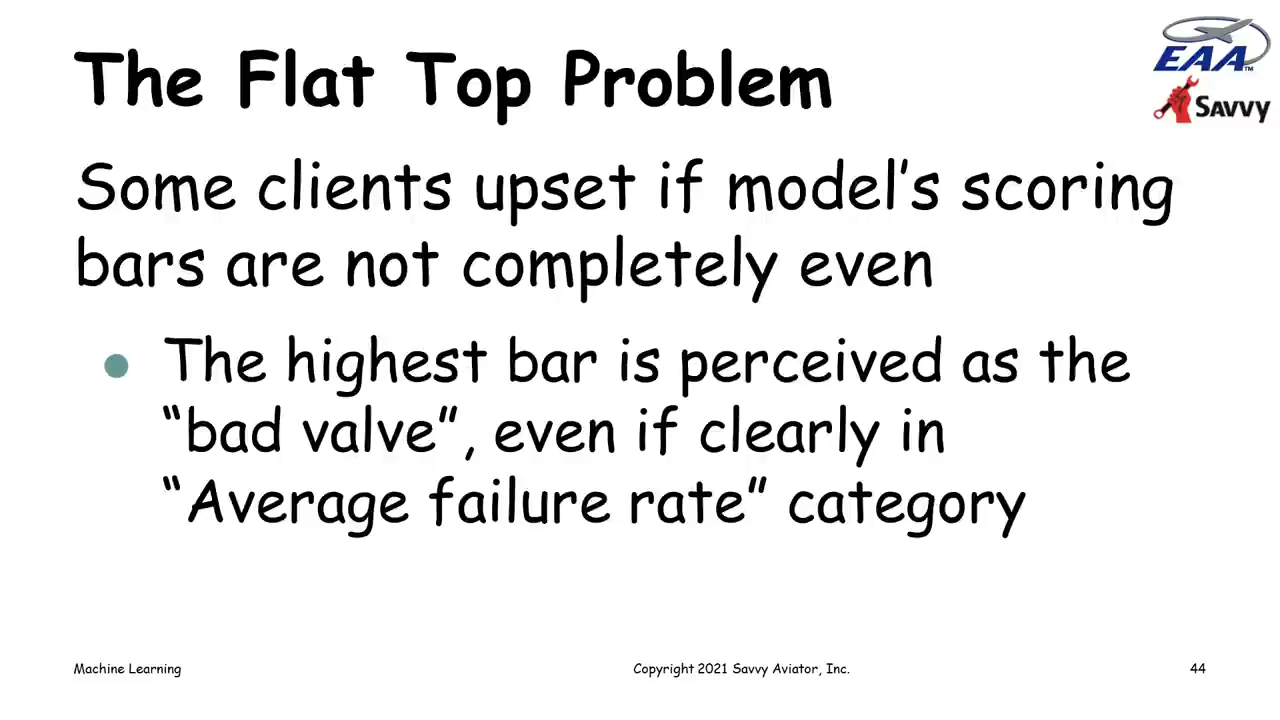 The Flat Top Problem
EAA™
Savvy
Some clients upset if model’s scoring
bars are not completely even
● The highest bar is perceived as the
“bad valve”, even if clearly in
“Average failure rate” category
Machine Learning
Copyright 2021 Savvy Aviator, Inc.
44